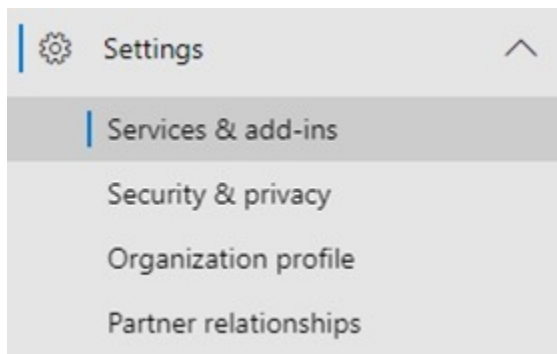 Settings
Services & add-ins
Security & privacy
Organization profile
Partner relationships